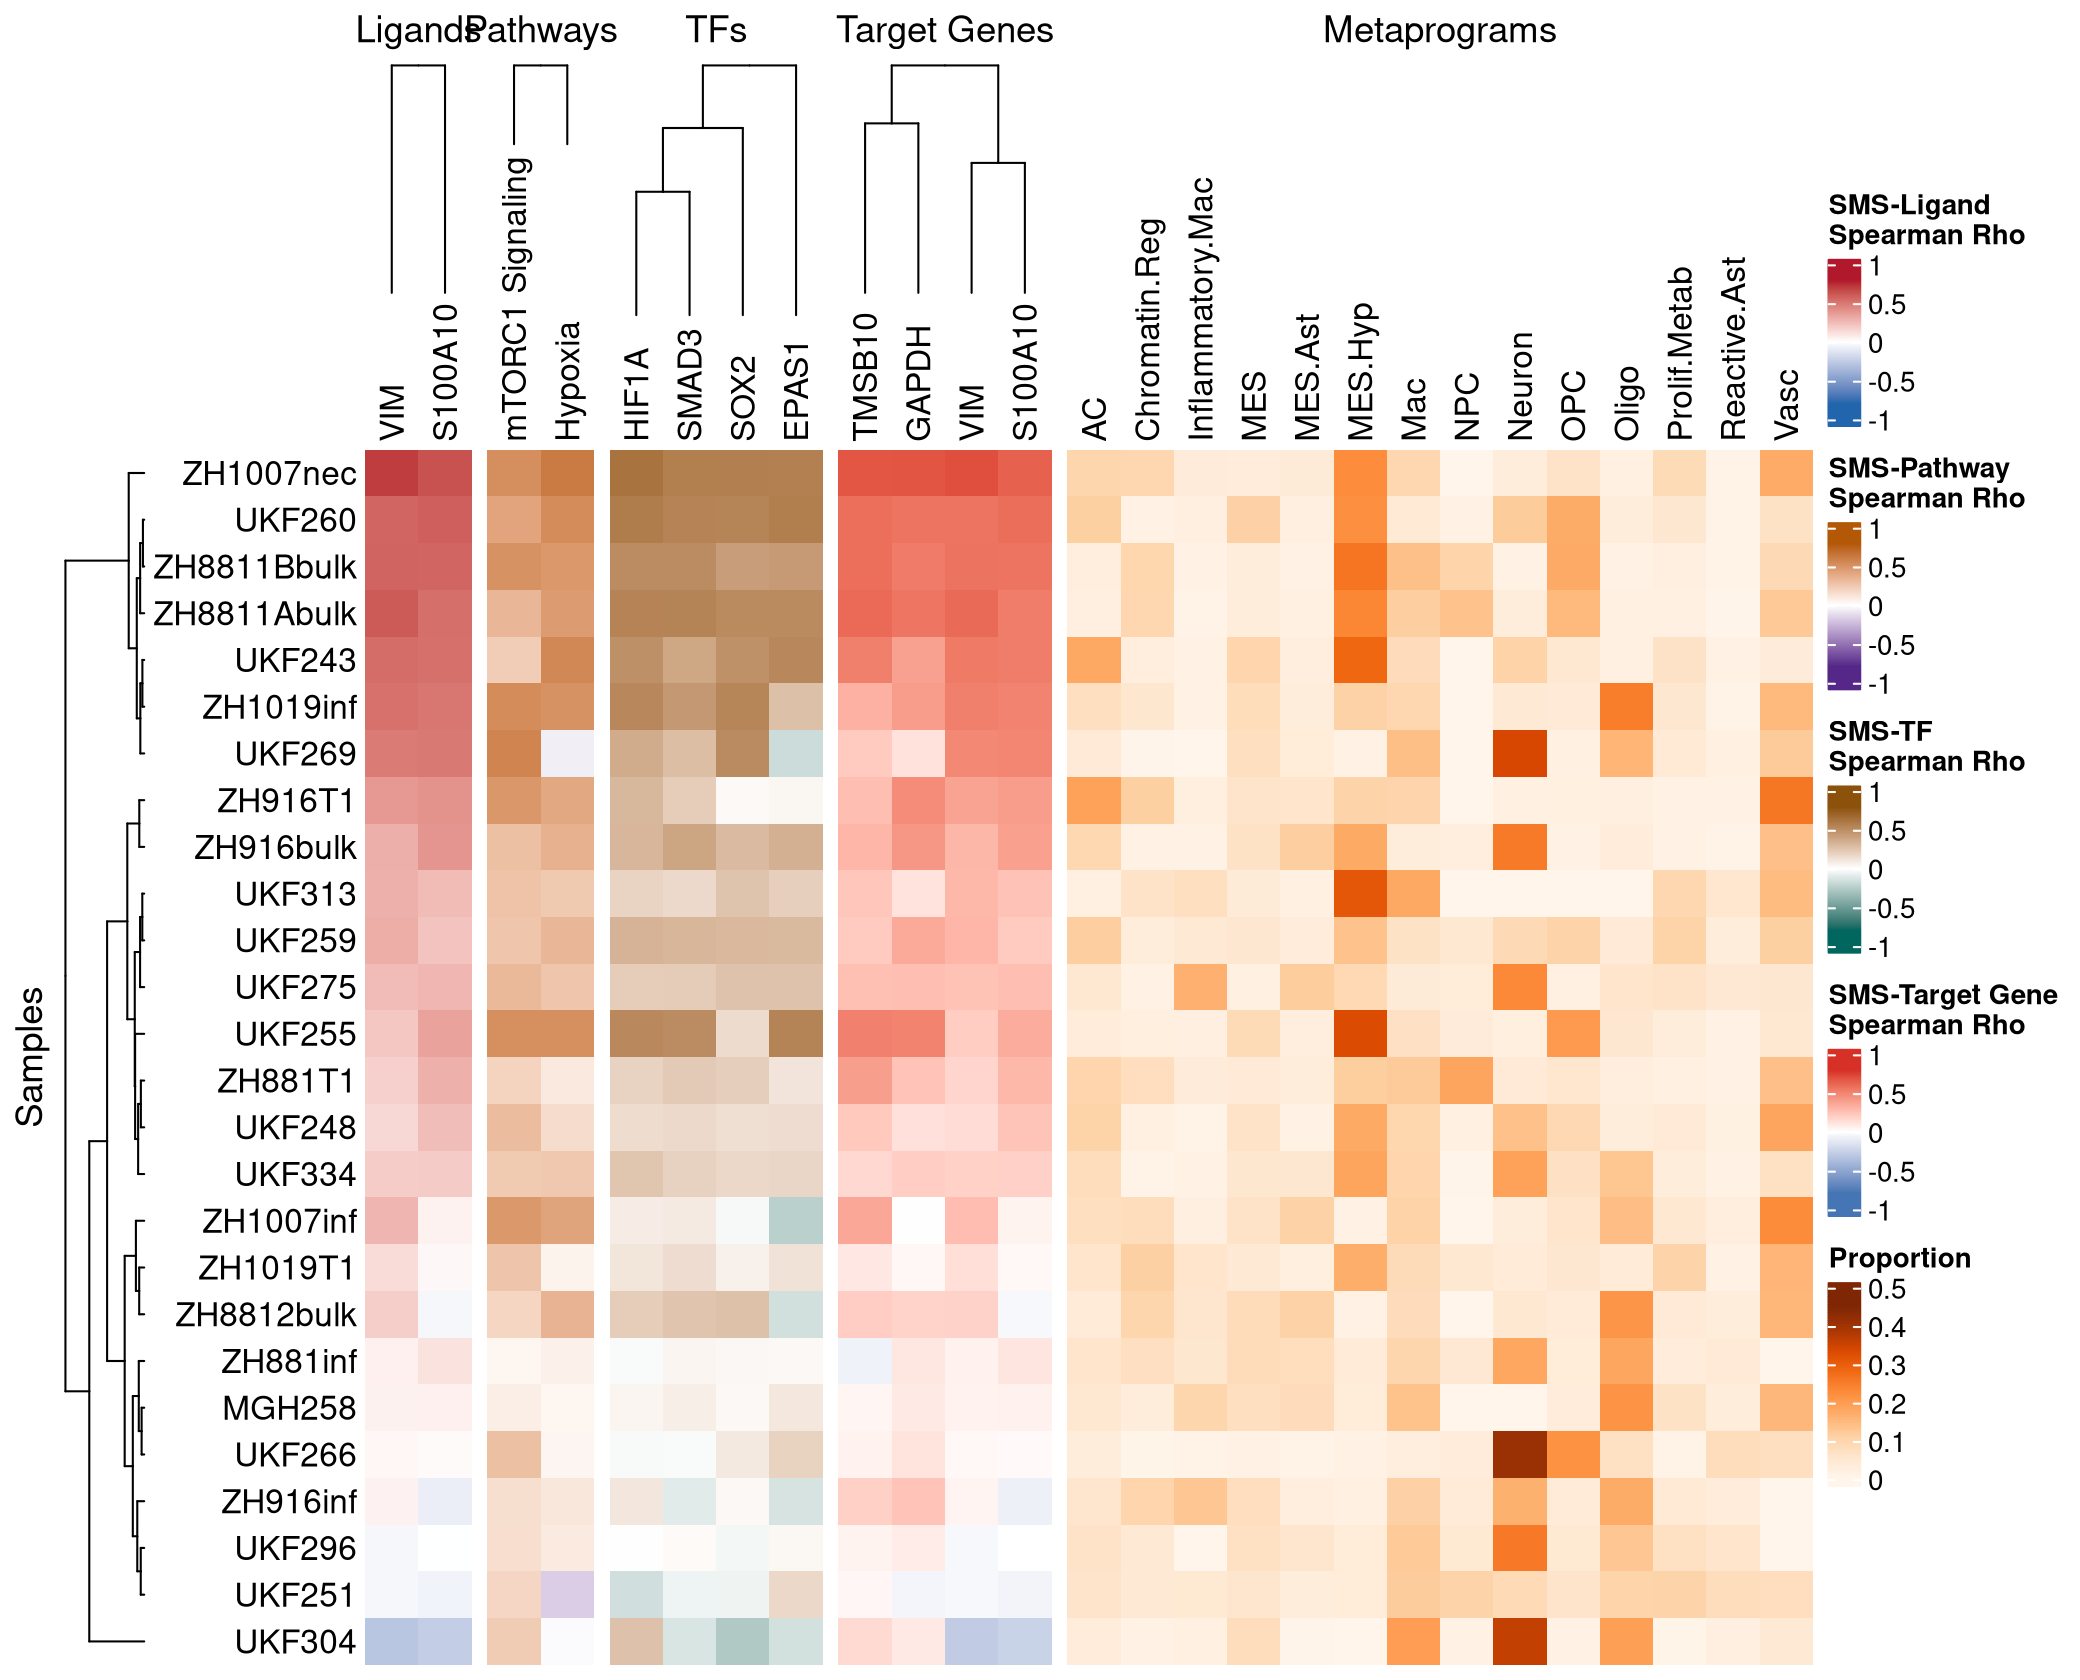 Ligands Pathways TFs Target Genes Metaprograms
VIM
S100A10
mTORC1 Signaling
Hypoxia
HIF1A
SMAD3
SOX2
EPAS1
TMSB10
GAPDH
VIM
S100A10
AC
Chromatin.Reg
Inflammatory.Mac
MES
MES.Ast
MES.Hyp
Mac
NPC
Neuron
OPC
Oligo
Prolif.Metab
Reactive.Ast
Vasc
Samples
ZH1007nec
UKF260
ZH8811Bbulk
ZH8811Abulk
UKF243
ZH1019inf
UKF269
ZH916T1
ZH916bulk
UKF313
UKF259
UKF275
UKF255
ZH881T1
UKF248
UKF334
ZH1007inf
ZH1019T1
ZH8812bulk
ZH881inf
MGH258
UKF266
ZH916inf
UKF296
UKF251
UKF304
SMS-Ligand
Spearman Rho
1
0.5
0
-0.5
-1
SMS-Pathway
Spearman Rho
1
0.5
0
-0.5
-1
SMS-TF
Spearman Rho
1
0.5
0
-0.5
-1
SMS-Target Gene
Spearman Rho
1
0.5
0
-0.5
-1
Proportion
0.5
0.4
0.3
0.2
0.1
0